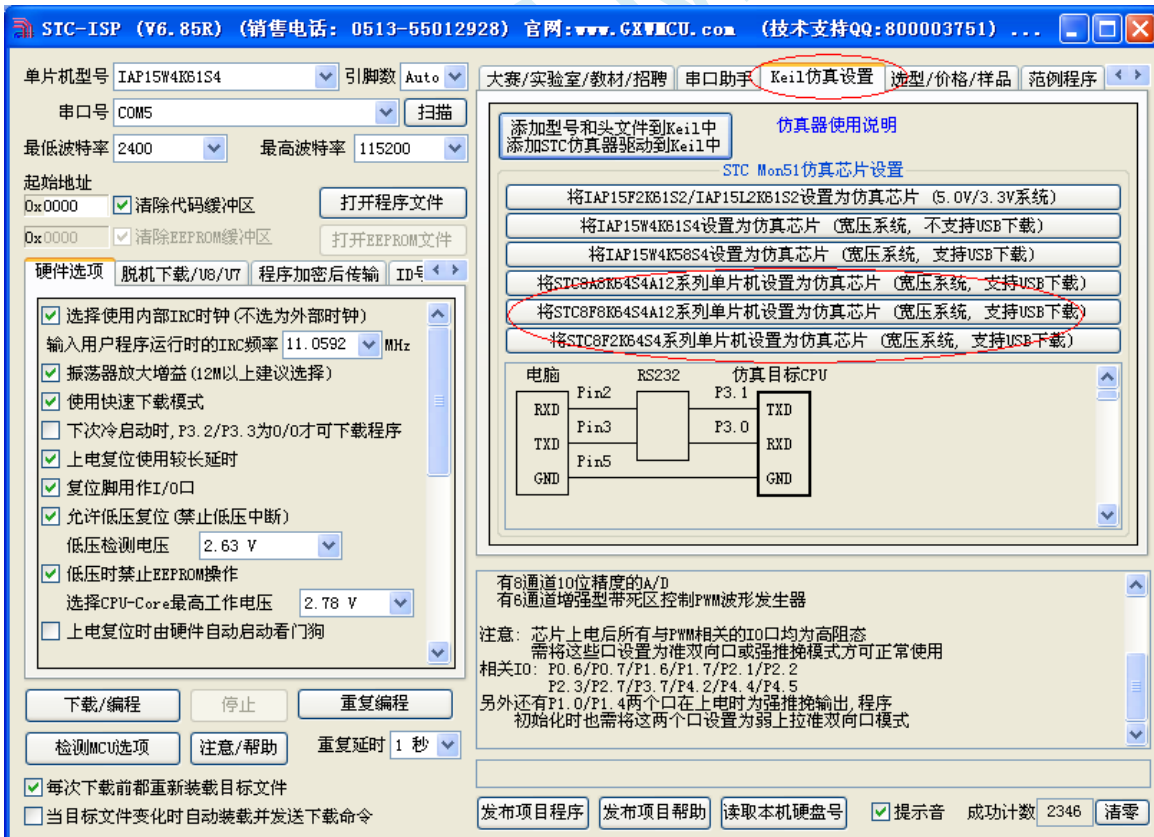 STC-ISP (V6.85R) (销售电话: 0513-55012928) 官网:www.GXWMCU.com (技术支持QQ:800003751) ...
单片机型号 IAP15W4K61S4 引脚数 Auto
串口号 COM5 扫描
最低波特率 2400 最高波特率 115200
起始地址
0x0000 清除代码缓冲区 打开程序文件
0x0000 清除EEPROM缓冲区 打开EEPROM文件
硬件选项 脱机下载/U8/U7 程序加密后传输 ID号
选择使用内部IRC时钟(不选为外部时钟)
输入用户程序运行时的IRC频率 11.0592 MHz
振荡器放大增益(12M以上建议选择)
使用快速下载模式
下次冷启动时,P3.2/P3.3为0/0才可下载程序
上电复位使用较长延时
复位脚用作I/O口
允许低压复位(禁止低压中断)
低压检测电压 2.63 V
低压时禁止EEPROM操作
选择CPU-Core最高工作电压 2.78 V
上电复位时由硬件自动启动看门狗
下载/编程 停止 重复编程
检测MCU选项 注意/帮助 重复延时 1 秒
每次下载前都重新装载目标文件
当目标文件变化时自动装载并发送下载命令
大赛/实验室/教材/招聘 串口助手 Keil仿真设置 选型/价格/样品 范例程序
添加型号和头文件到Keil中
添加STC仿真器驱动到Keil中
仿真器使用说明
STC Mon51仿真芯片设置
将IAP15F2K61S2/IAP15L2K61S2设置为仿真芯片 (5.0V/3.3V系统)
将IAP15W4K61S4设置为仿真芯片 (宽压系统, 不支持USB下载)
将IAP15W4K58S4设置为仿真芯片 (宽压系统, 支持USB下载)
将STC8A8K64S4A12系列单片机设置为仿真芯片 (宽压系统, 支持USB下载)
将STC8F8K64S4A12系列单片机设置为仿真芯片 (宽压系统, 支持USB下载)
将STC8F2K64S4系列单片机设置为仿真芯片 (宽压系统, 支持USB下载)
电脑 RS232 仿真目标CPU
Pin2 P3.1
RXD TXD
Pin3 P3.0
TXD RXD
Pin5
GND GND
有8通道10位精度的A/D
有6通道增强型带死区控制PWM波形发生器
注意: 芯片上电后所有与PWM相关的IO口均为高阻态
需将这些口设置为准双向口或强推挽模式方可正常使用
相关IO: P0.6/P0.7/P1.6/P1.7/P2.1/P2.2
P2.3/P2.7/P3.7/P4.2/P4.4/P4.5
另外还有P1.0/P1.4两个口在上电时为强推挽输出,程序
初始化时也需将这两个口设置为弱上拉准双向口模式
发布项目程序 发布项目帮助 读取本机硬盘号 提示音 成功计数 2346 清零